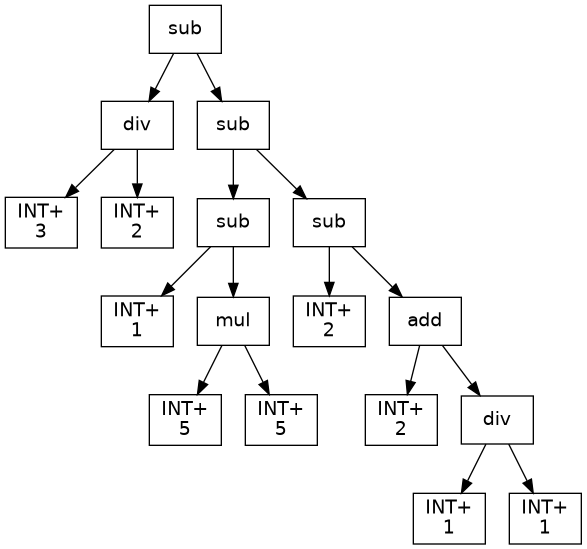 sub
div
sub
INT+
3
INT+
2
sub
sub
INT+
1
mul
INT+
2
add
INT+
5
INT+
5
INT+
2
div
INT+
1
INT+
1